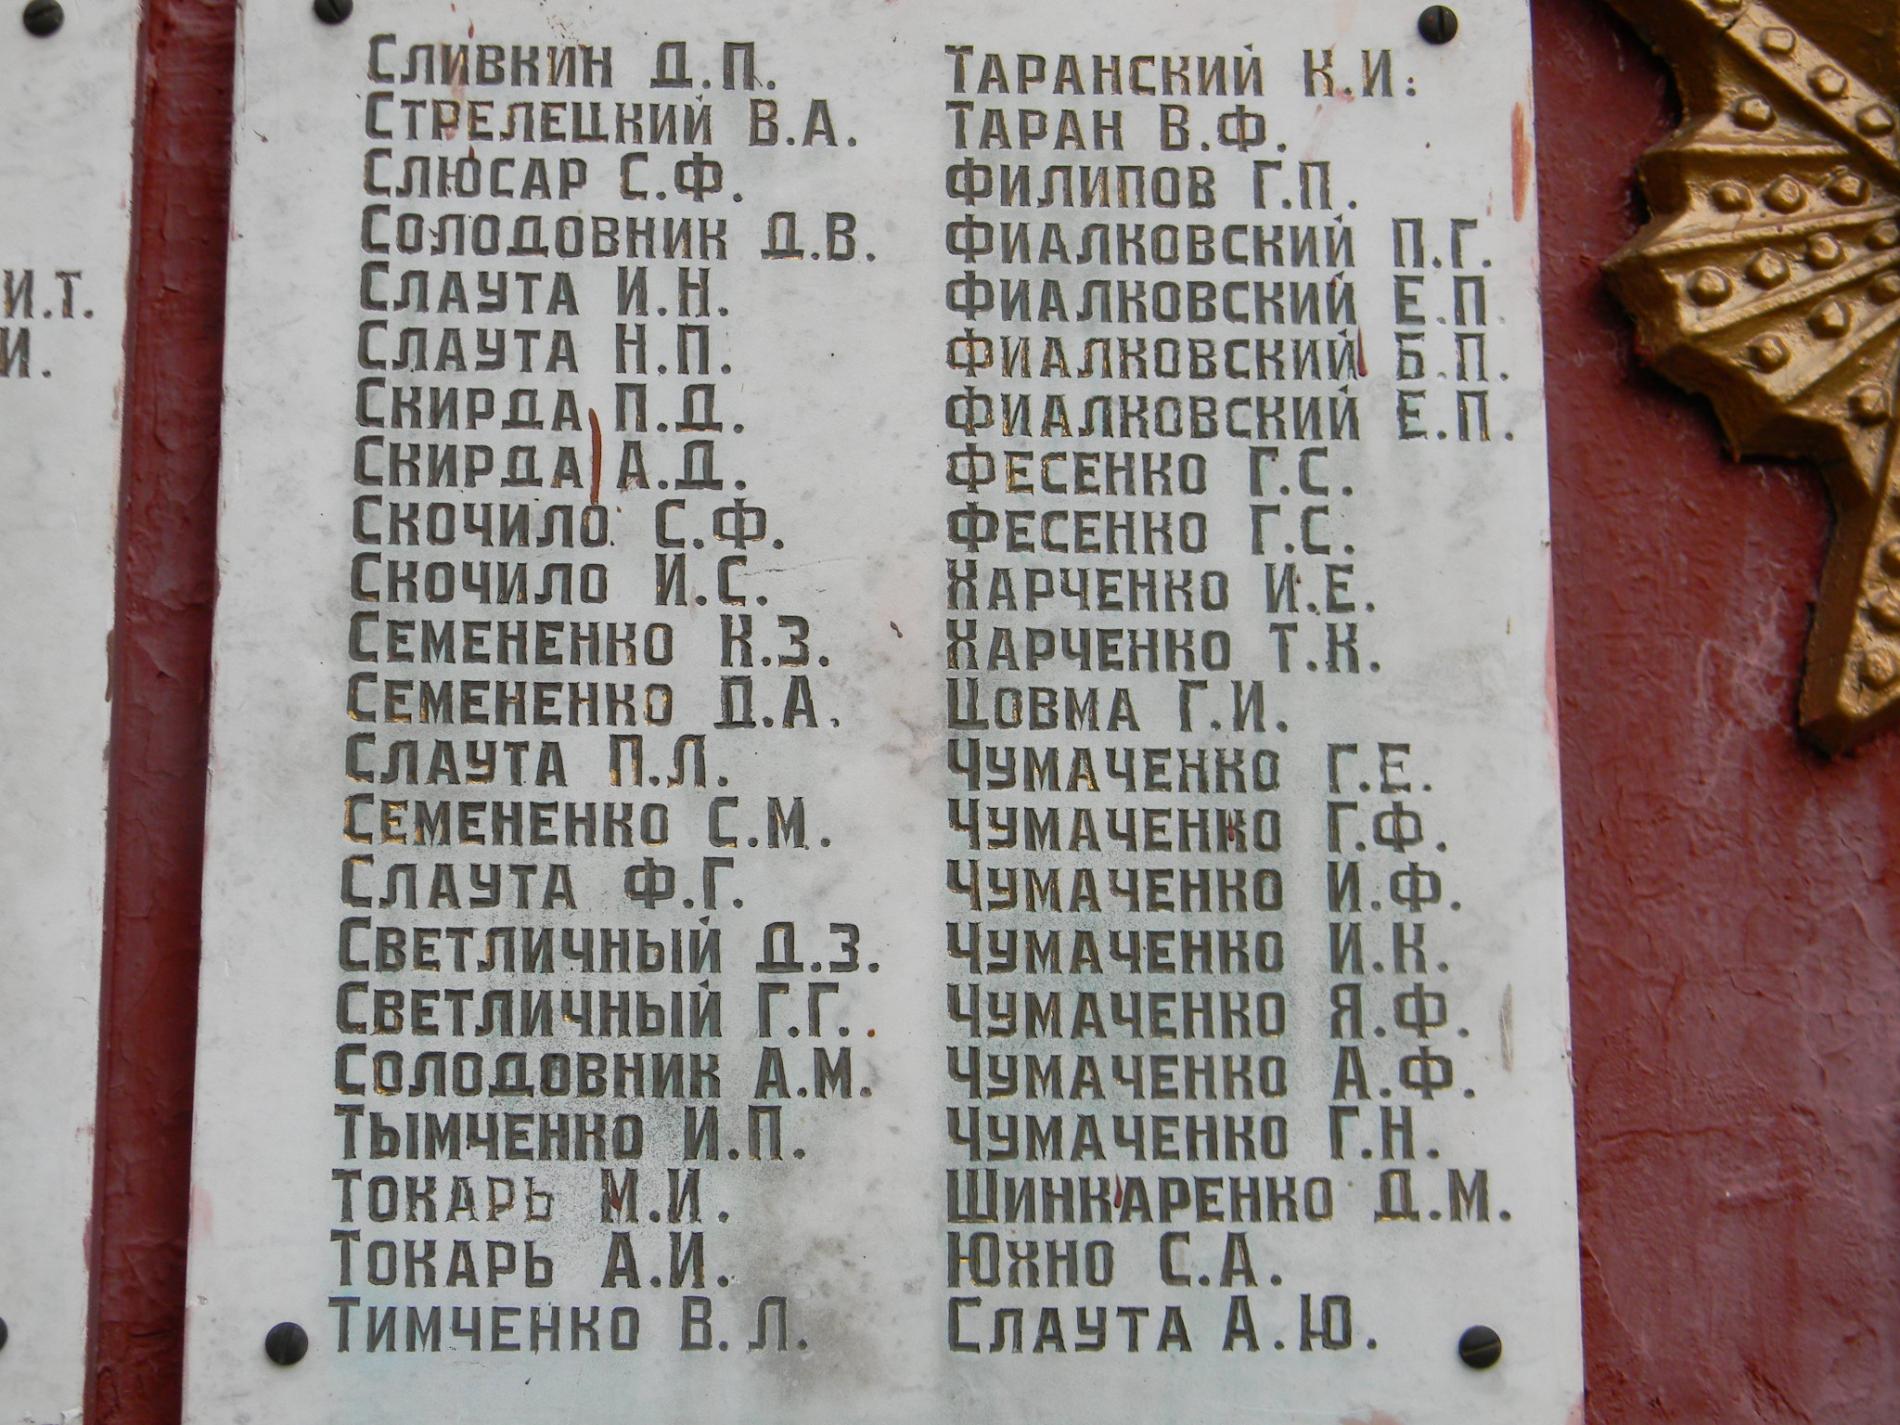 И.Т.
И.
Сливкин Д.П.
Стрелецкий В.А.
Слюсар С.Ф.
Солодовник Д.В.
Слаута И.Н.
Слаута Н.П.
Скирда П.Д.
Скирда А.Д.
Скочило С.Ф.
Скочило И.С.
Семененко К.З.
Семененко Д.А.
Слаута П.Л.
Семененко С.М.
Слаута Ф.Г.
Светличный Д.З.
Светличный Г.Г.
Солодовник А.М.
Тымченко И.П.
Токарь М.И.
Токарь А.И.
Тимченко В.Л.
Таранский К.И.
Таран В.Ф.
Филипов Г.П.
Фиалковский П.Г.
Фиалковский Е.П.
Фиалковский Б.П.
Фиалковский Е.П.
Фесенко Г.С.
Фесенко Г.С.
Харченко И.Е.
Харченко Т.К.
Цовма Г.И.
Чумаченко Г.Е.
Чумаченко Г.Ф.
Чумаченко И.Ф.
Чумаченко И.К.
Чумаченко Я.Ф.
Чумаченко А.Ф.
Чумаченко Г.Н.
Шинкаренко Д.М.
Юхно С.А.
Слаута А.Ю.